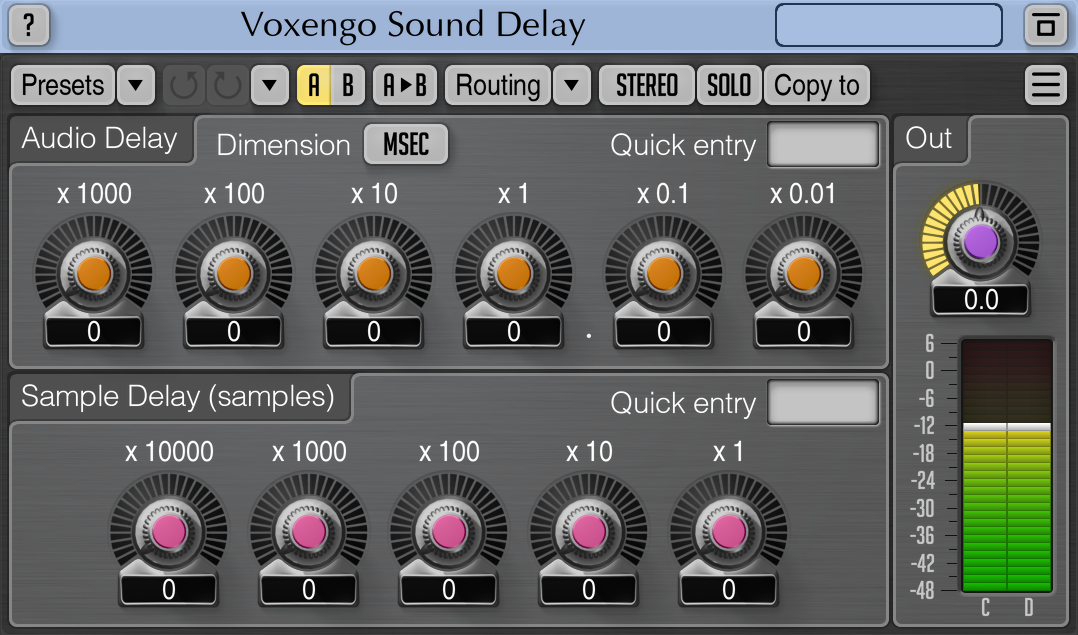 ?
Voxengo Sound Delay
Presets
A B
A▶B
Routing
STEREO
SOLO
Copy to
Audio Delay
Dimension MSEC
Quick entry
x 1000 x 100 x 10 x 1 x 0.1 x 0.01
0 0 0 0 . 0 0
Sample Delay (samples)
Quick entry
x 10000 x 1000 x 100 x 10 x 1
0 0 0 0 0
Out
0.0
6
0
-6
-12
-18
-24
-30
-36
-42
-48
C D